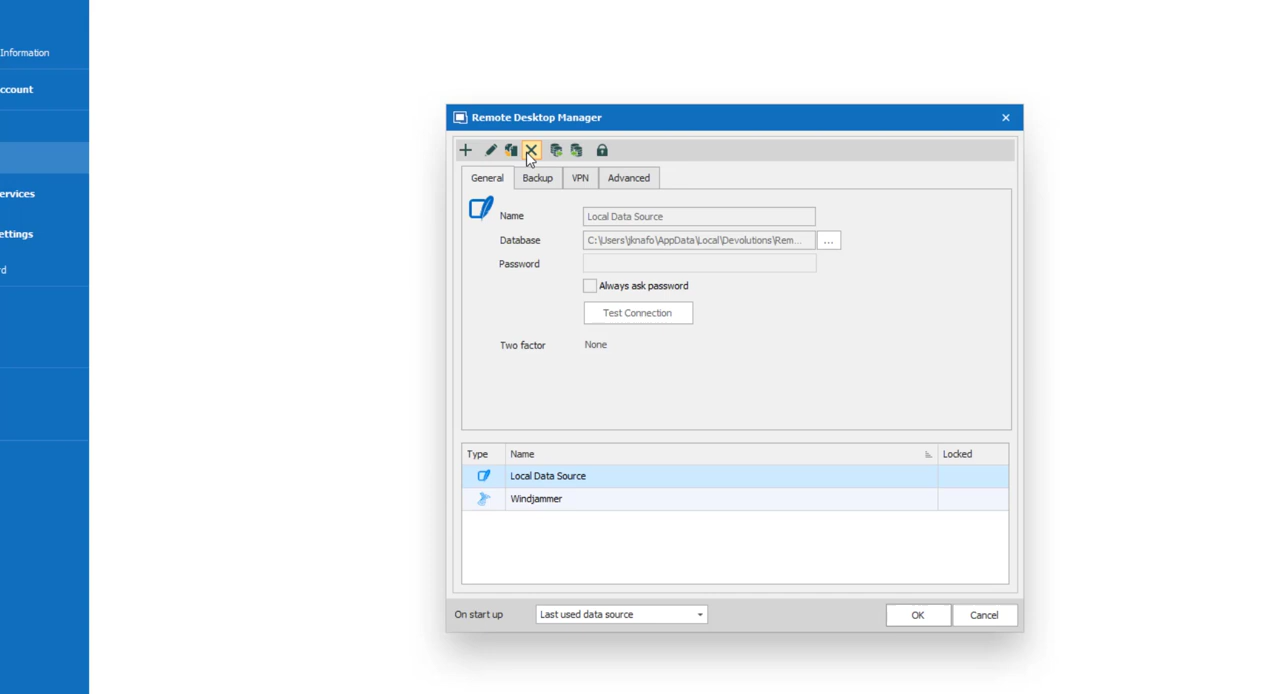 Information
ccount
ervices
ettings
rd
Remote Desktop Manager
General Backup VPN Advanced
Name Local Data Source
Database C:\Users\jknafo\AppData\Local\Devolutions\Rem... ...
Password
Always ask password
Test Connection
Two factor None
Type Name Locked
Local Data Source
Windjammer
On start up Last used data source OK Cancel